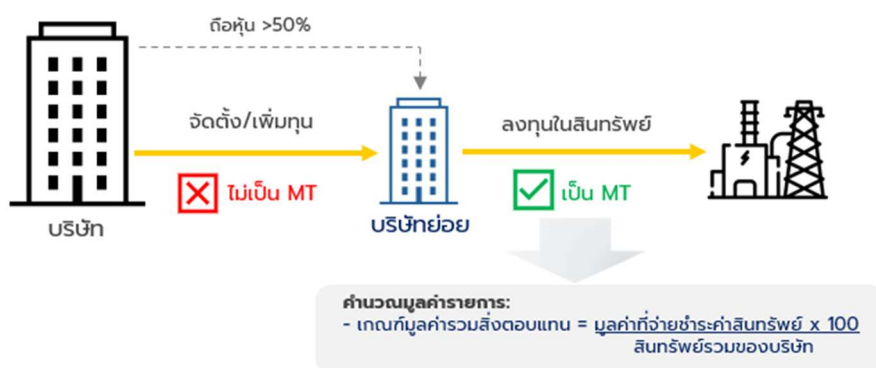 ถือหุ้น >50%
จัดตั้ง/เพิ่มทุน
ลงทุนในสินทรัพย์
ไม่เป็น MT
เป็น MT
บริษัท
บริษัทย่อย
คำนวณมูลค่ารายการ:
- เกณฑ์มูลค่ารวมสิ่งตอบแทน = มูลค่าที่จ่ายชำระค่าสินทรัพย์ x 100
สินทรัพย์รวมของบริษัท